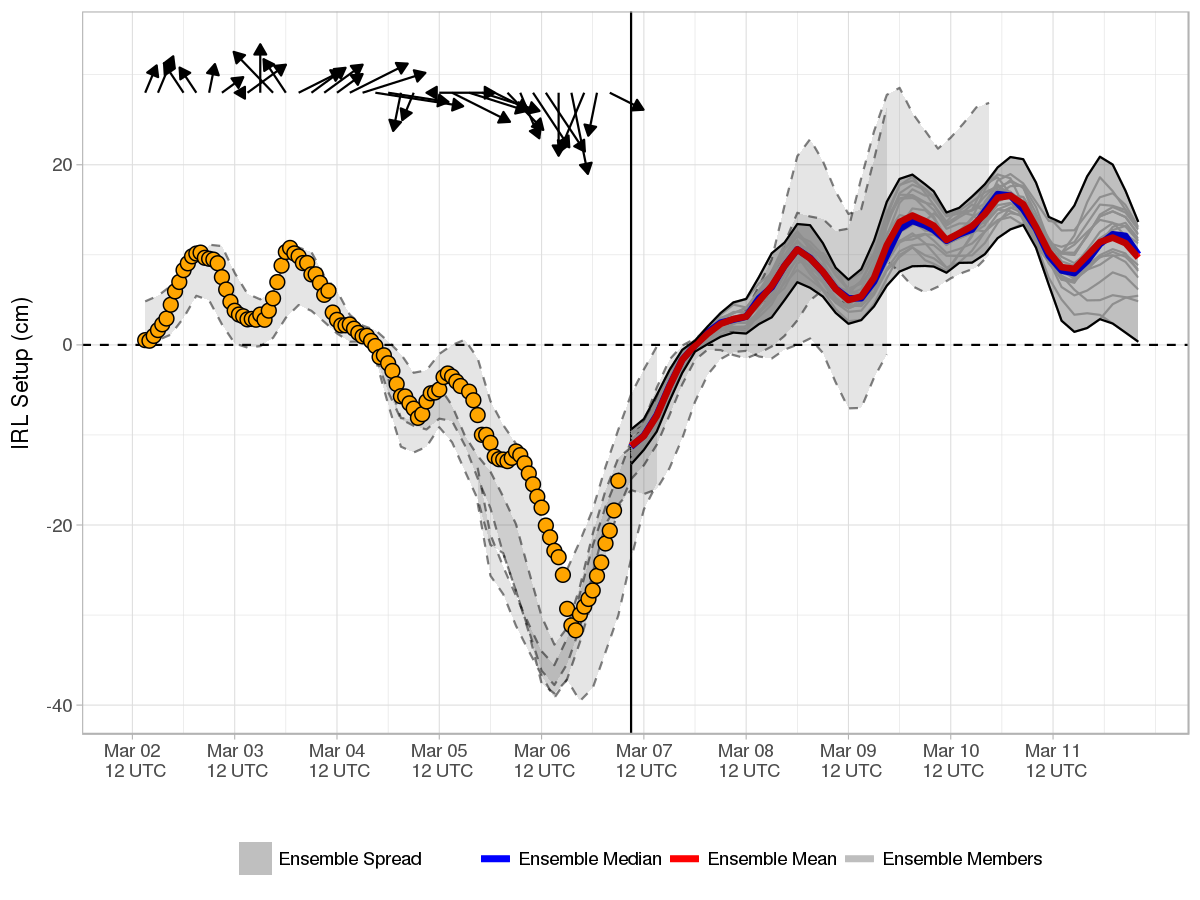 IRL Setup (cm)
20
0
-20
-40
Mar 02 Mar 03 Mar 04 Mar 05 Mar 06 Mar 07 Mar 08 Mar 09 Mar 10 Mar 11
12 UTC 12 UTC 12 UTC 12 UTC 12 UTC 12 UTC 12 UTC 12 UTC 12 UTC 12 UTC
Ensemble Spread Ensemble Median Ensemble Mean Ensemble Members